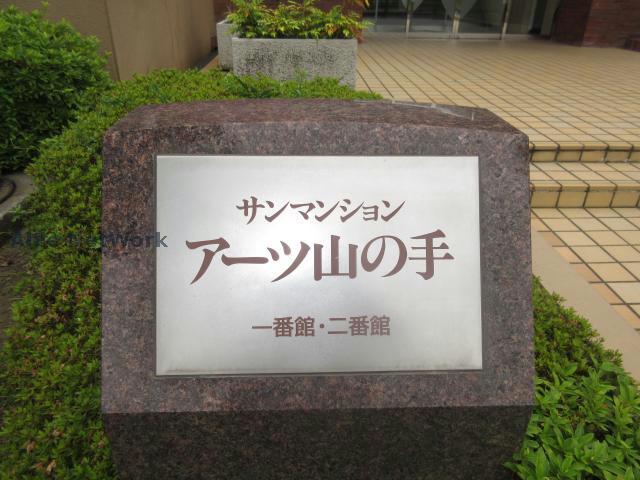 サンマンション
アーツ山の手
一番館・二番館